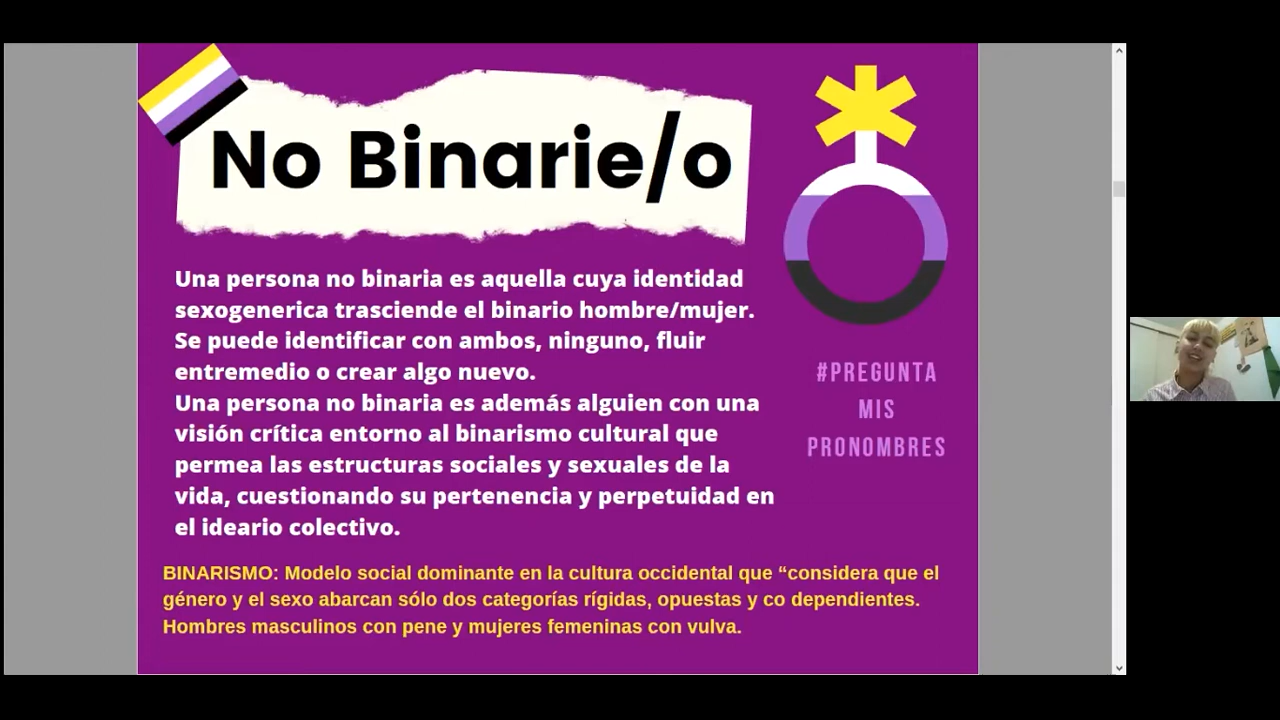 No Binarie/o
Una persona no binaria es aquella cuya identidad
sexogenerica trasciende el binario hombre/mujer.
Se puede identificar con ambos, ninguno, fluir
entremedio o crear algo nuevo.
Una persona no binaria es además alguien con una
visión crítica entorno al binarismo cultural que
permea las estructuras sociales y sexuales de la
vida, cuestionando su pertenencia y perpetuidad en
el ideario colectivo.
#PREGUNTA
MIS
PRONOMBRES
BINARISMO: Modelo social dominante en la cultura occidental que “considera que el
género y el sexo abarcan sólo dos categorías rígidas, opuestas y co dependientes.
Hombres masculinos con pene y mujeres femeninas con vulva.